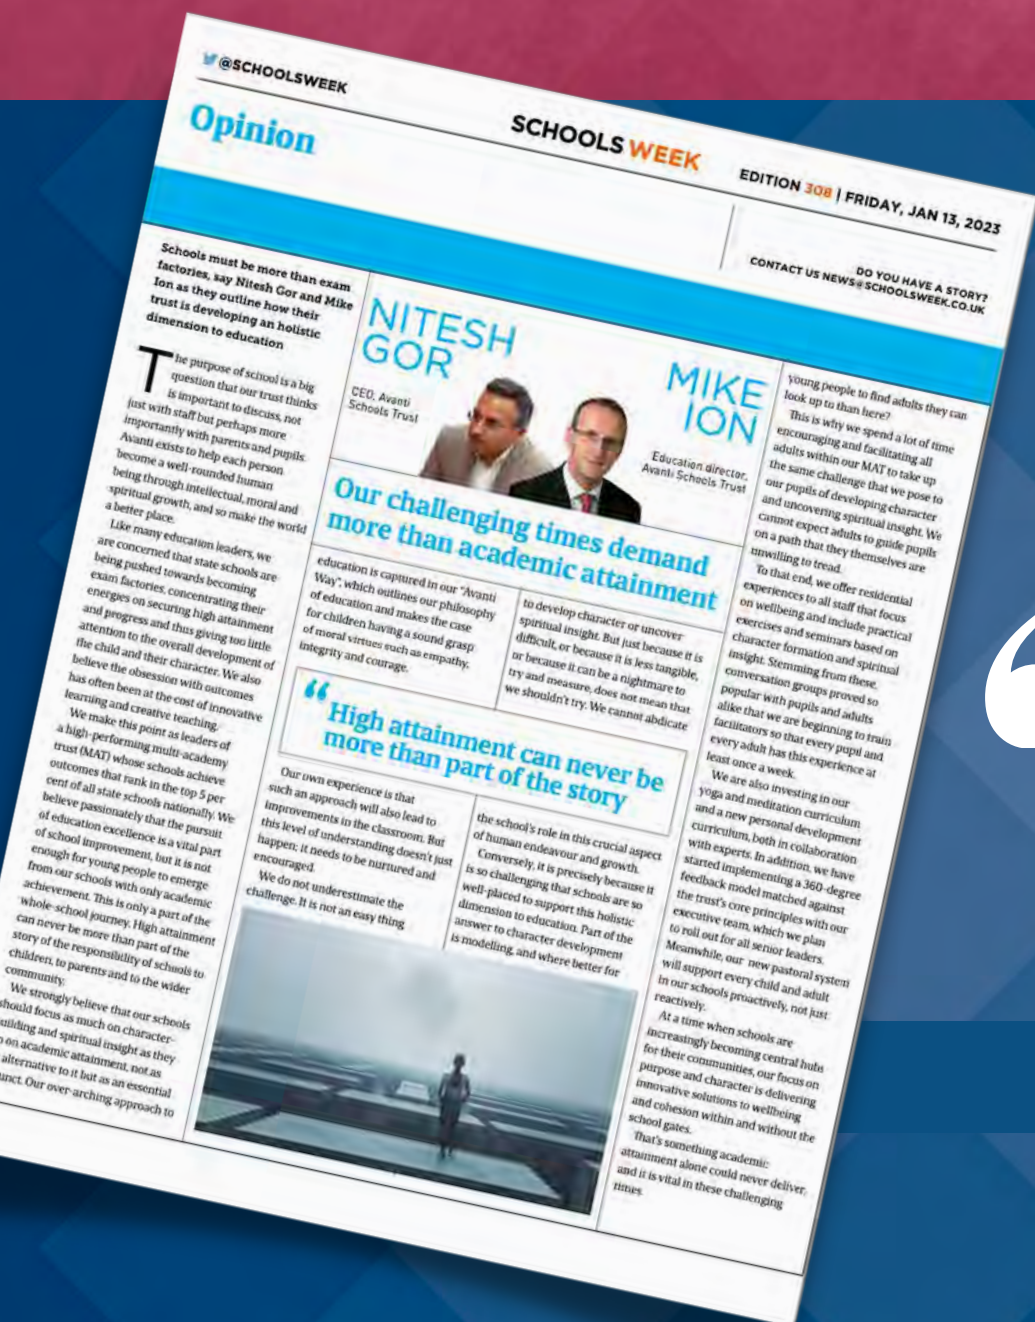 @SCHOOLSWEEK
SCHOOLS WEEK
EDITION 308 | FRIDAY, JAN 13, 2023
Opinion
DO YOU HAVE A STORY?
CONTACT US NEWS@SCHOOLSWEEK.CO.UK
Schools must be more than exam
factories, say Nitesh Gor and Mike
Ion as they outline how their
trust is developing an holistic
dimension to education
The purpose of school is a big
question that our trust thinks
is important to discuss, not
just with staff but perhaps more
importantly with parents and pupils.
Avanti exists to help each person
become a well-rounded human
being through intellectual, moral and
spiritual growth, and so make the world
a better place.
Like many education leaders, we
are concerned that state schools are
being pushed towards becoming
exam factories, concentrating their
energies on securing high attainment
and progress and thus giving too little
attention to the overall development of
the child and their character. We also
believe the obsession with outcomes
has often been at the cost of innovative
learning and creative teaching.
We make this point as leaders of
a high-performing multi-academy
trust (MAT) whose schools achieve
outcomes that rank in the top 5 per
cent of all state schools nationally. We
believe passionately that the pursuit
of education excellence is a vital part
of school improvement, but it is not
enough for young people to emerge
from our schools with only academic
achievement. This is only a part of the
whole-school journey. High attainment
can never be more than part of the
story of the responsibility of schools to
children, to parents and to the wider
community.
We strongly believe that our schools
should focus as much on character-
uilding and spiritual insight as they
o on academic attainment, not as
alternative to it but as an essential
unct. Our over-arching approach to
NITESH
GOR
CEO, Avanti
Schools Trust
MIKE
ION
Education director,
Avanti Schools Trust
Our challenging times demand
more than academic attainment
education is captured in our "Avanti
Way", which outlines our philosophy
of education and makes the case
for children having a sound grasp
of moral virtues such as empathy,
integrity and courage.
“ High attainment can never be
more than part of the story
Our own experience is that
such an approach will also lead to
improvements in the classroom. But
this level of understanding doesn't just
happen; it needs to be nurtured and
encouraged.
We do not underestimate the
challenge. It is not an easy thing
to develop character or uncover
spiritual insight. But just because it is
difficult, or because it is less tangible,
or because it can be a nightmare to
try and measure, does not mean that
we shouldn't try. We cannot abdicate
the school's role in this crucial aspect
of human endeavour and growth.
Conversely, it is precisely because it
is so challenging that schools are so
well-placed to support this holistic
dimension to education. Part of the
answer to character development
is modelling, and where better for
young people to find adults they can
look up to than here?
This is why we spend a lot of time
encouraging and facilitating all
adults within our MAT to take up
the same challenge that we pose to
our pupils of developing character
and uncovering spiritual insight. We
cannot expect adults to guide pupils
on a path that they themselves are
unwilling to tread.
To that end, we offer residential
experiences to all staff that focus
on wellbeing and include practical
exercises and seminars based on
character formation and spiritual
insight. Stemming from these,
conversation groups proved so
popular with pupils and adults
alike that we are beginning to train
facilitators so that every pupil and
every adult has this experience at
least once a week.
We are also investing in our
yoga and meditation curriculum
and a new personal development
curriculum, both in collaboration
with experts. In addition, we have
started implementing a 360-degree
feedback model matched against
the trust's core principles with our
executive team, which we plan
to roll out for all senior leaders.
Meanwhile, our new pastoral system
will support every child and adult
in our schools proactively, not just
reactively.
At a time when schools are
increasingly becoming central hubs
for their communities, our focus on
purpose and character is delivering
innovative solutions to wellbeing
and cohesion within and without the
school gates.
That's something academic
attainment alone could never deliver,
and it is vital in these challenging
times.
“